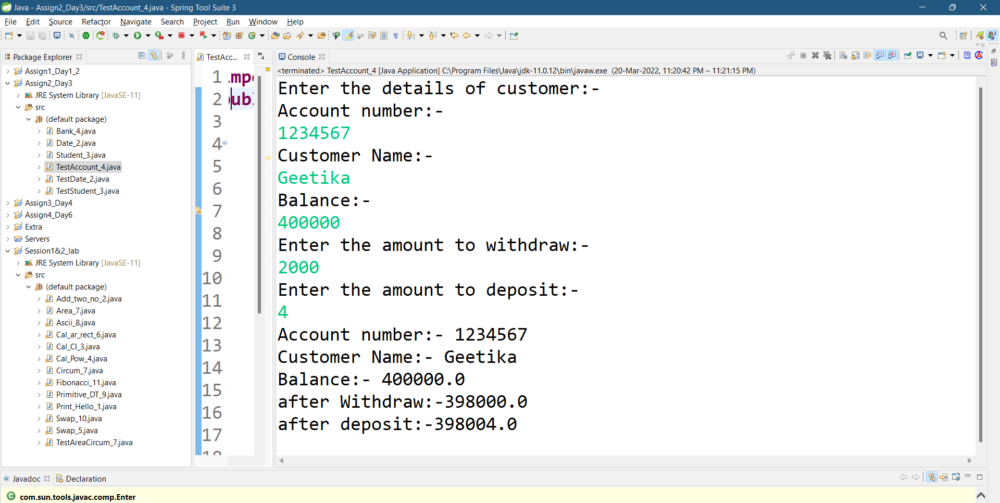 Java - Assign2_Day3/src/TestAccount_4.java - Spring Tool Suite 3
File Edit Source Refactor Navigate Search Project Run Window Help
Package Explorer
Assign1_Day1_2
Assign2_Day3
JRE System Library [JavaSE-11]
src
(default package)
Bank_4.java
Date_2.java
Student_3.java
TestAccount_4.java
TestDate_2.java
TestStudent_3.java
Assign3_Day4
Assign4_Day6
Extra
Servers
Session1&2_lab
JRE System Library [JavaSE-11]
src
(default package)
Add_two_no_2.java
Area_7.java
Ascii_8.java
Cal_ar_rect_6.java
Cal_CI_3.java
Cal_Pow_4.java
Circum_7.java
Fibonacci_11.java
Primitive_DT_9.java
Print_Hello_1.java
Swap_10.java
Swap_5.java
TestAreaCircum_7.java
TestAcc... »4
1
2
3
4
5
6
7
8
9
10
11
12
13
14
15
16
17
Console
<terminated> TestAccount_4 [Java Application] C:\Program Files\Java\jdk-11.0.12\bin\javaw.exe (20-Mar-2022, 11:20:42 PM – 11:21:15 PM)
Enter the details of customer:-
Account number:-
1234567
Customer Name:-
Geetika
Balance:-
400000
Enter the amount to withdraw:-
2000
Enter the amount to deposit:-
4
Account number:- 1234567
Customer Name:- Geetika
Balance:- 400000.0
after Withdraw:-398000.0
after deposit:-398004.0
@ Javadoc Declaration
com.sun.tools.javac.comp.Enter